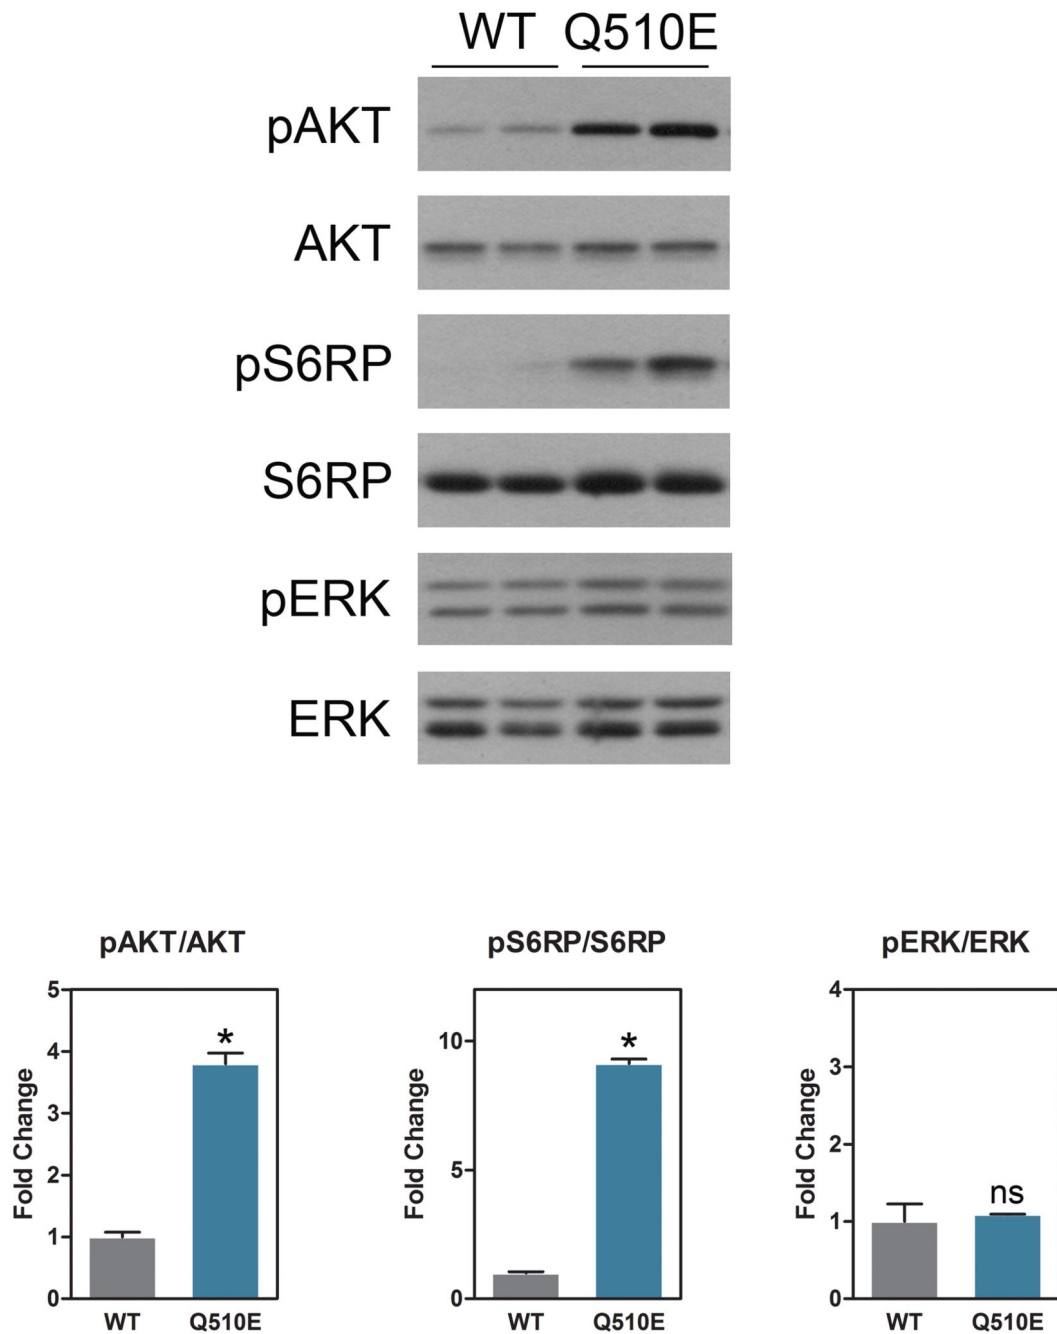 WT Q510E
pAKT
AKT
pS6RP
S6RP
pERK
ERK
pAKT/AKT
Fold Change
5
4
3
2
1
0
*
WT Q510E
pS6RP/S6RP
Fold Change
10
5
0
*
WT Q510E
pERK/ERK
Fold Change
4
3
2
1
0
ns
WT Q510E